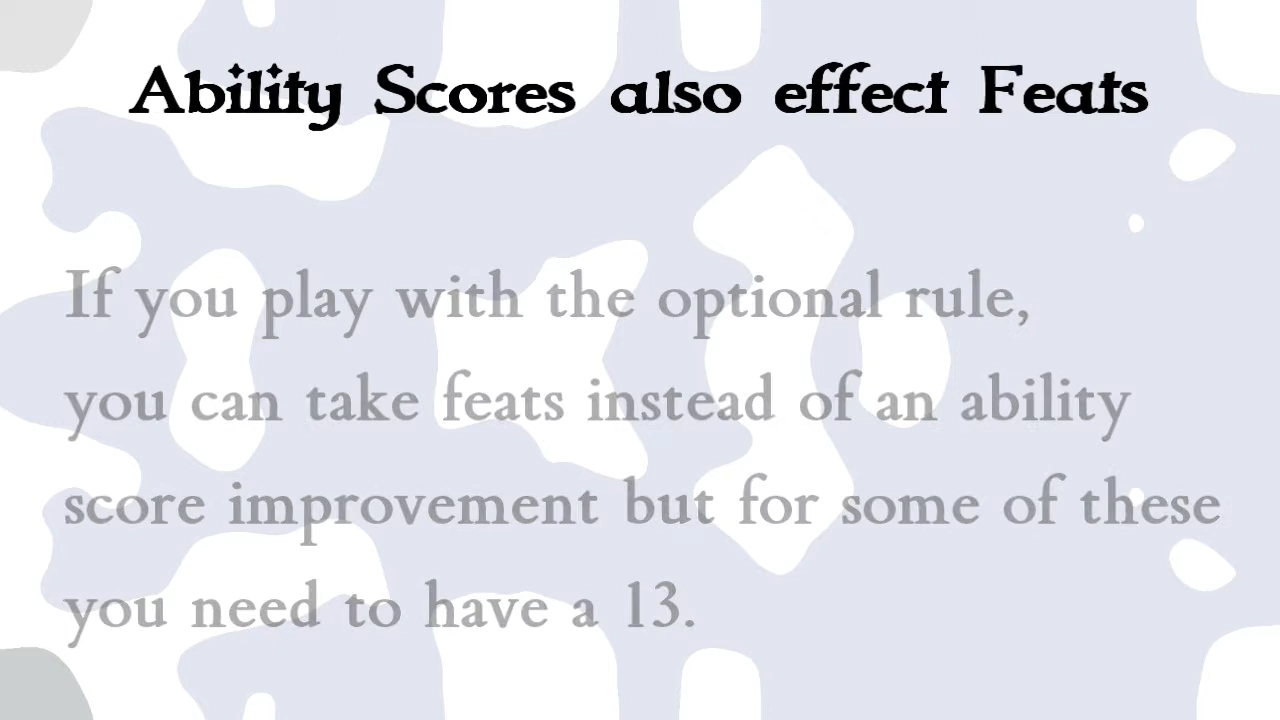 Ability Scores also effect Feats
If you play with the optional rule,
you can take feats instead of an ability
score improvement but for some of these
you need to have a 13.